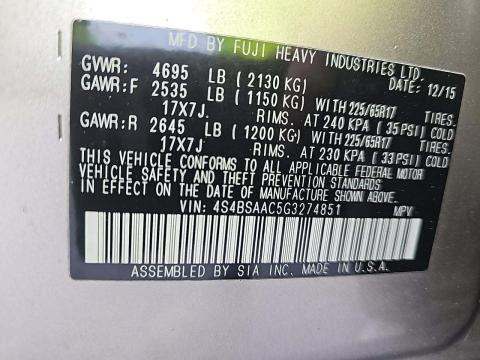 MFD BY FUJI HEAVY INDUSTRIES LTD.
GVWR: 4695 LB ( 2130 KG) DATE: 12/15
GAWR:F 2535 LB ( 1150 KG) WITH 225/65R17 TIRES.
17X7J. RIMS. AT 240 KPA ( 35 PSI) COLD
GAWR:R 2645 LB ( 1200 KG) WITH 225/65R17 TIRES.
17X7J RIMS. AT 230 KPA ( 33 PSI) COLD
THIS VEHICLE CONFORMS TO ALL APPLICABLE FEDERAL MOTOR
VEHICLE SAFETY AND THEFT PREVENTION STANDARDS
IN EFFECT ON THE DATE OF MANUFACTURE SHOWN ABOVE.
VIN: 4S4BSAAC5G3274851 MPV
ASSEMBLED BY SIA INC. MADE IN U.S.A.